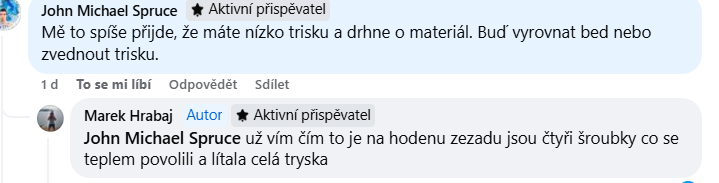 John Michael Spruce ★ Aktivní přispěvatel
Mě to spíše přijde, že máte nízko trisku a drhne o materiál. Buď vyrovnat bed nebo
zvednout trisku.
1 d To se mi líbí Odpovědět Sdílet
Marek Hrabaj Autor ★ Aktivní přispěvatel
John Michael Spruce už vím čím to je na hodenu zezadu jsou čtyři šroubky co se
teplem povolili a lítala celá tryska